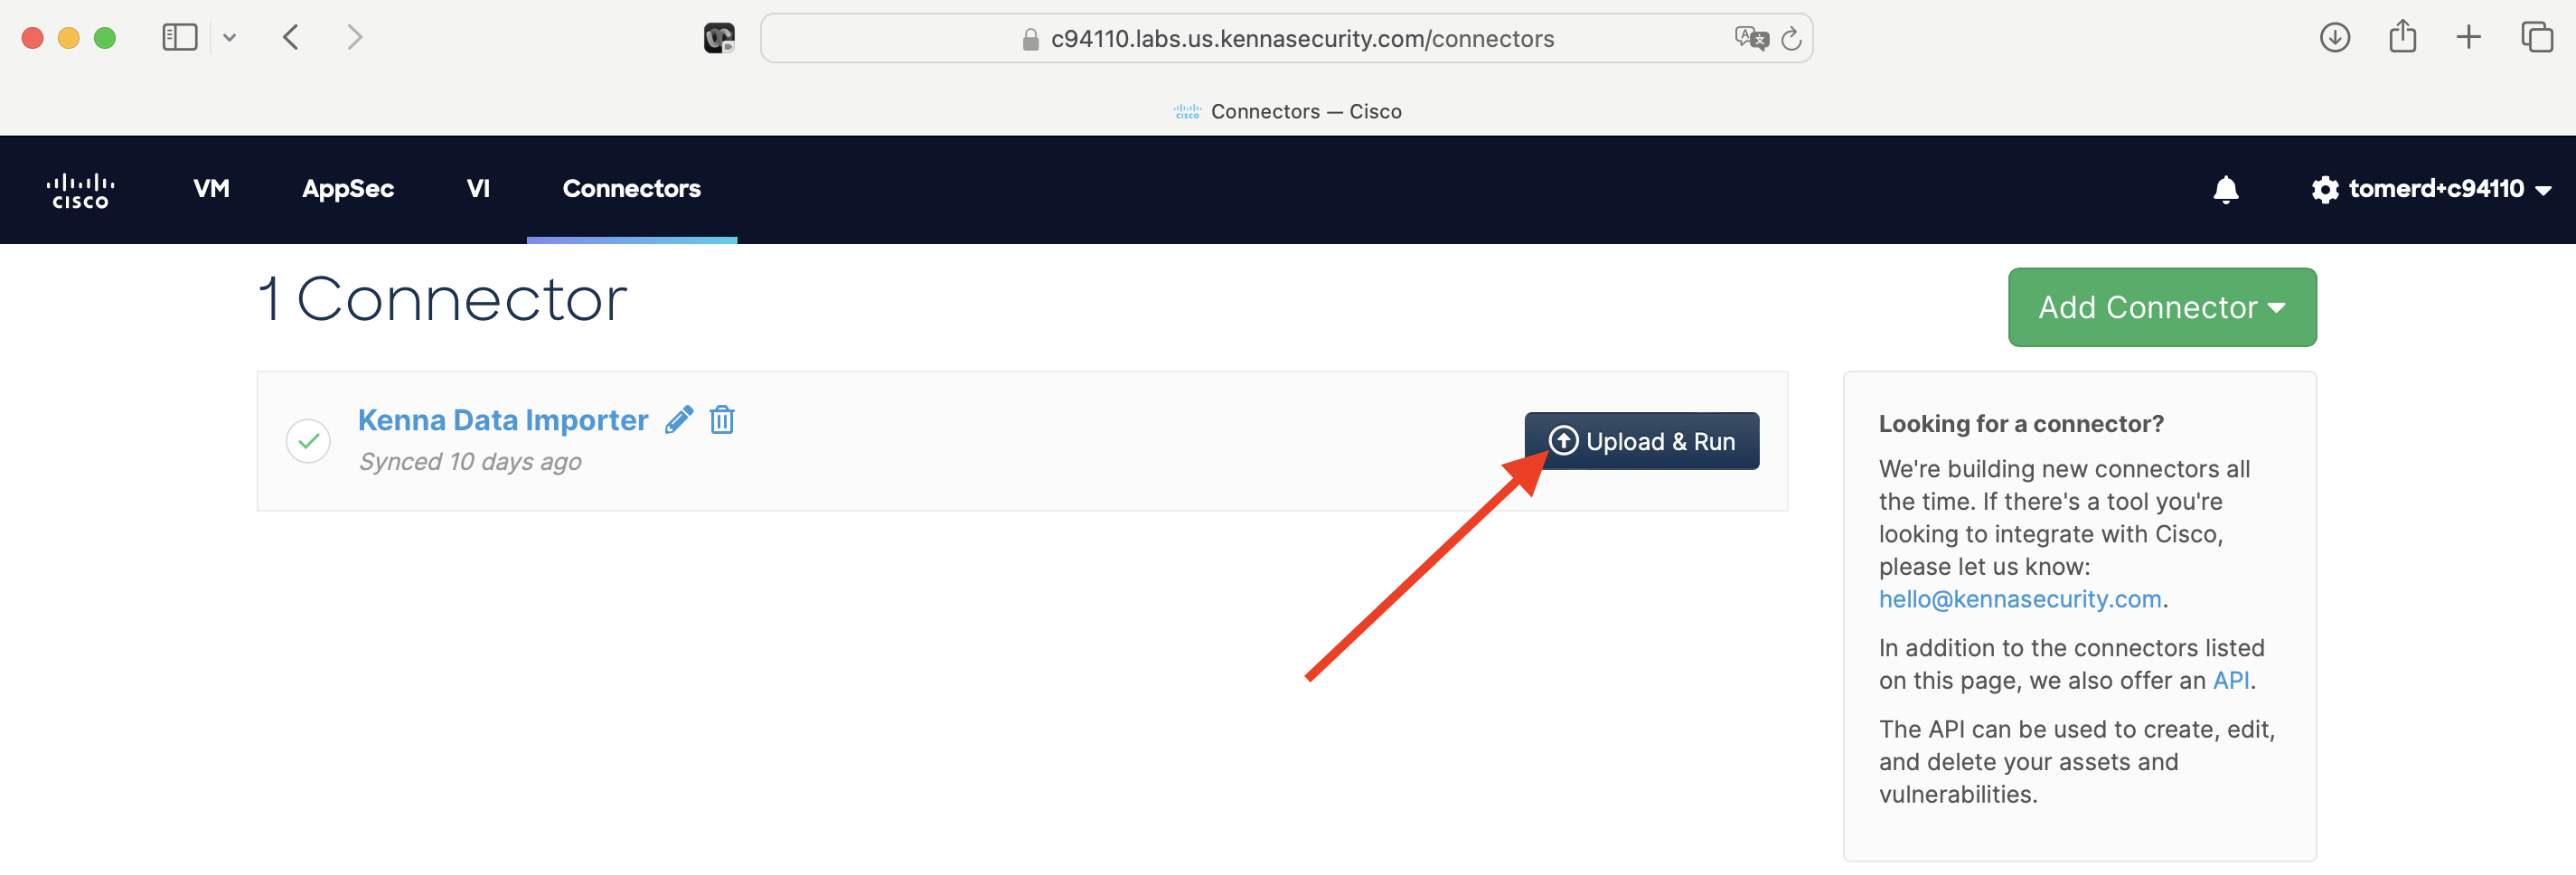 c94110.labs.us.kennasecurity.com/connectors
Connectors — Cisco
CISCO
VM
AppSec
VI
Connectors
tomerd+c94110
1 Connector
Add Connector
Kenna Data Importer
Synced 10 days ago
Upload & Run
Looking for a connector?
We're building new connectors all
the time. If there's a tool you're
looking to integrate with Cisco,
please let us know:
hello@kennasecurity.com.
In addition to the connectors listed
on this page, we also offer an API.
The API can be used to create, edit,
and delete your assets and
vulnerabilities.